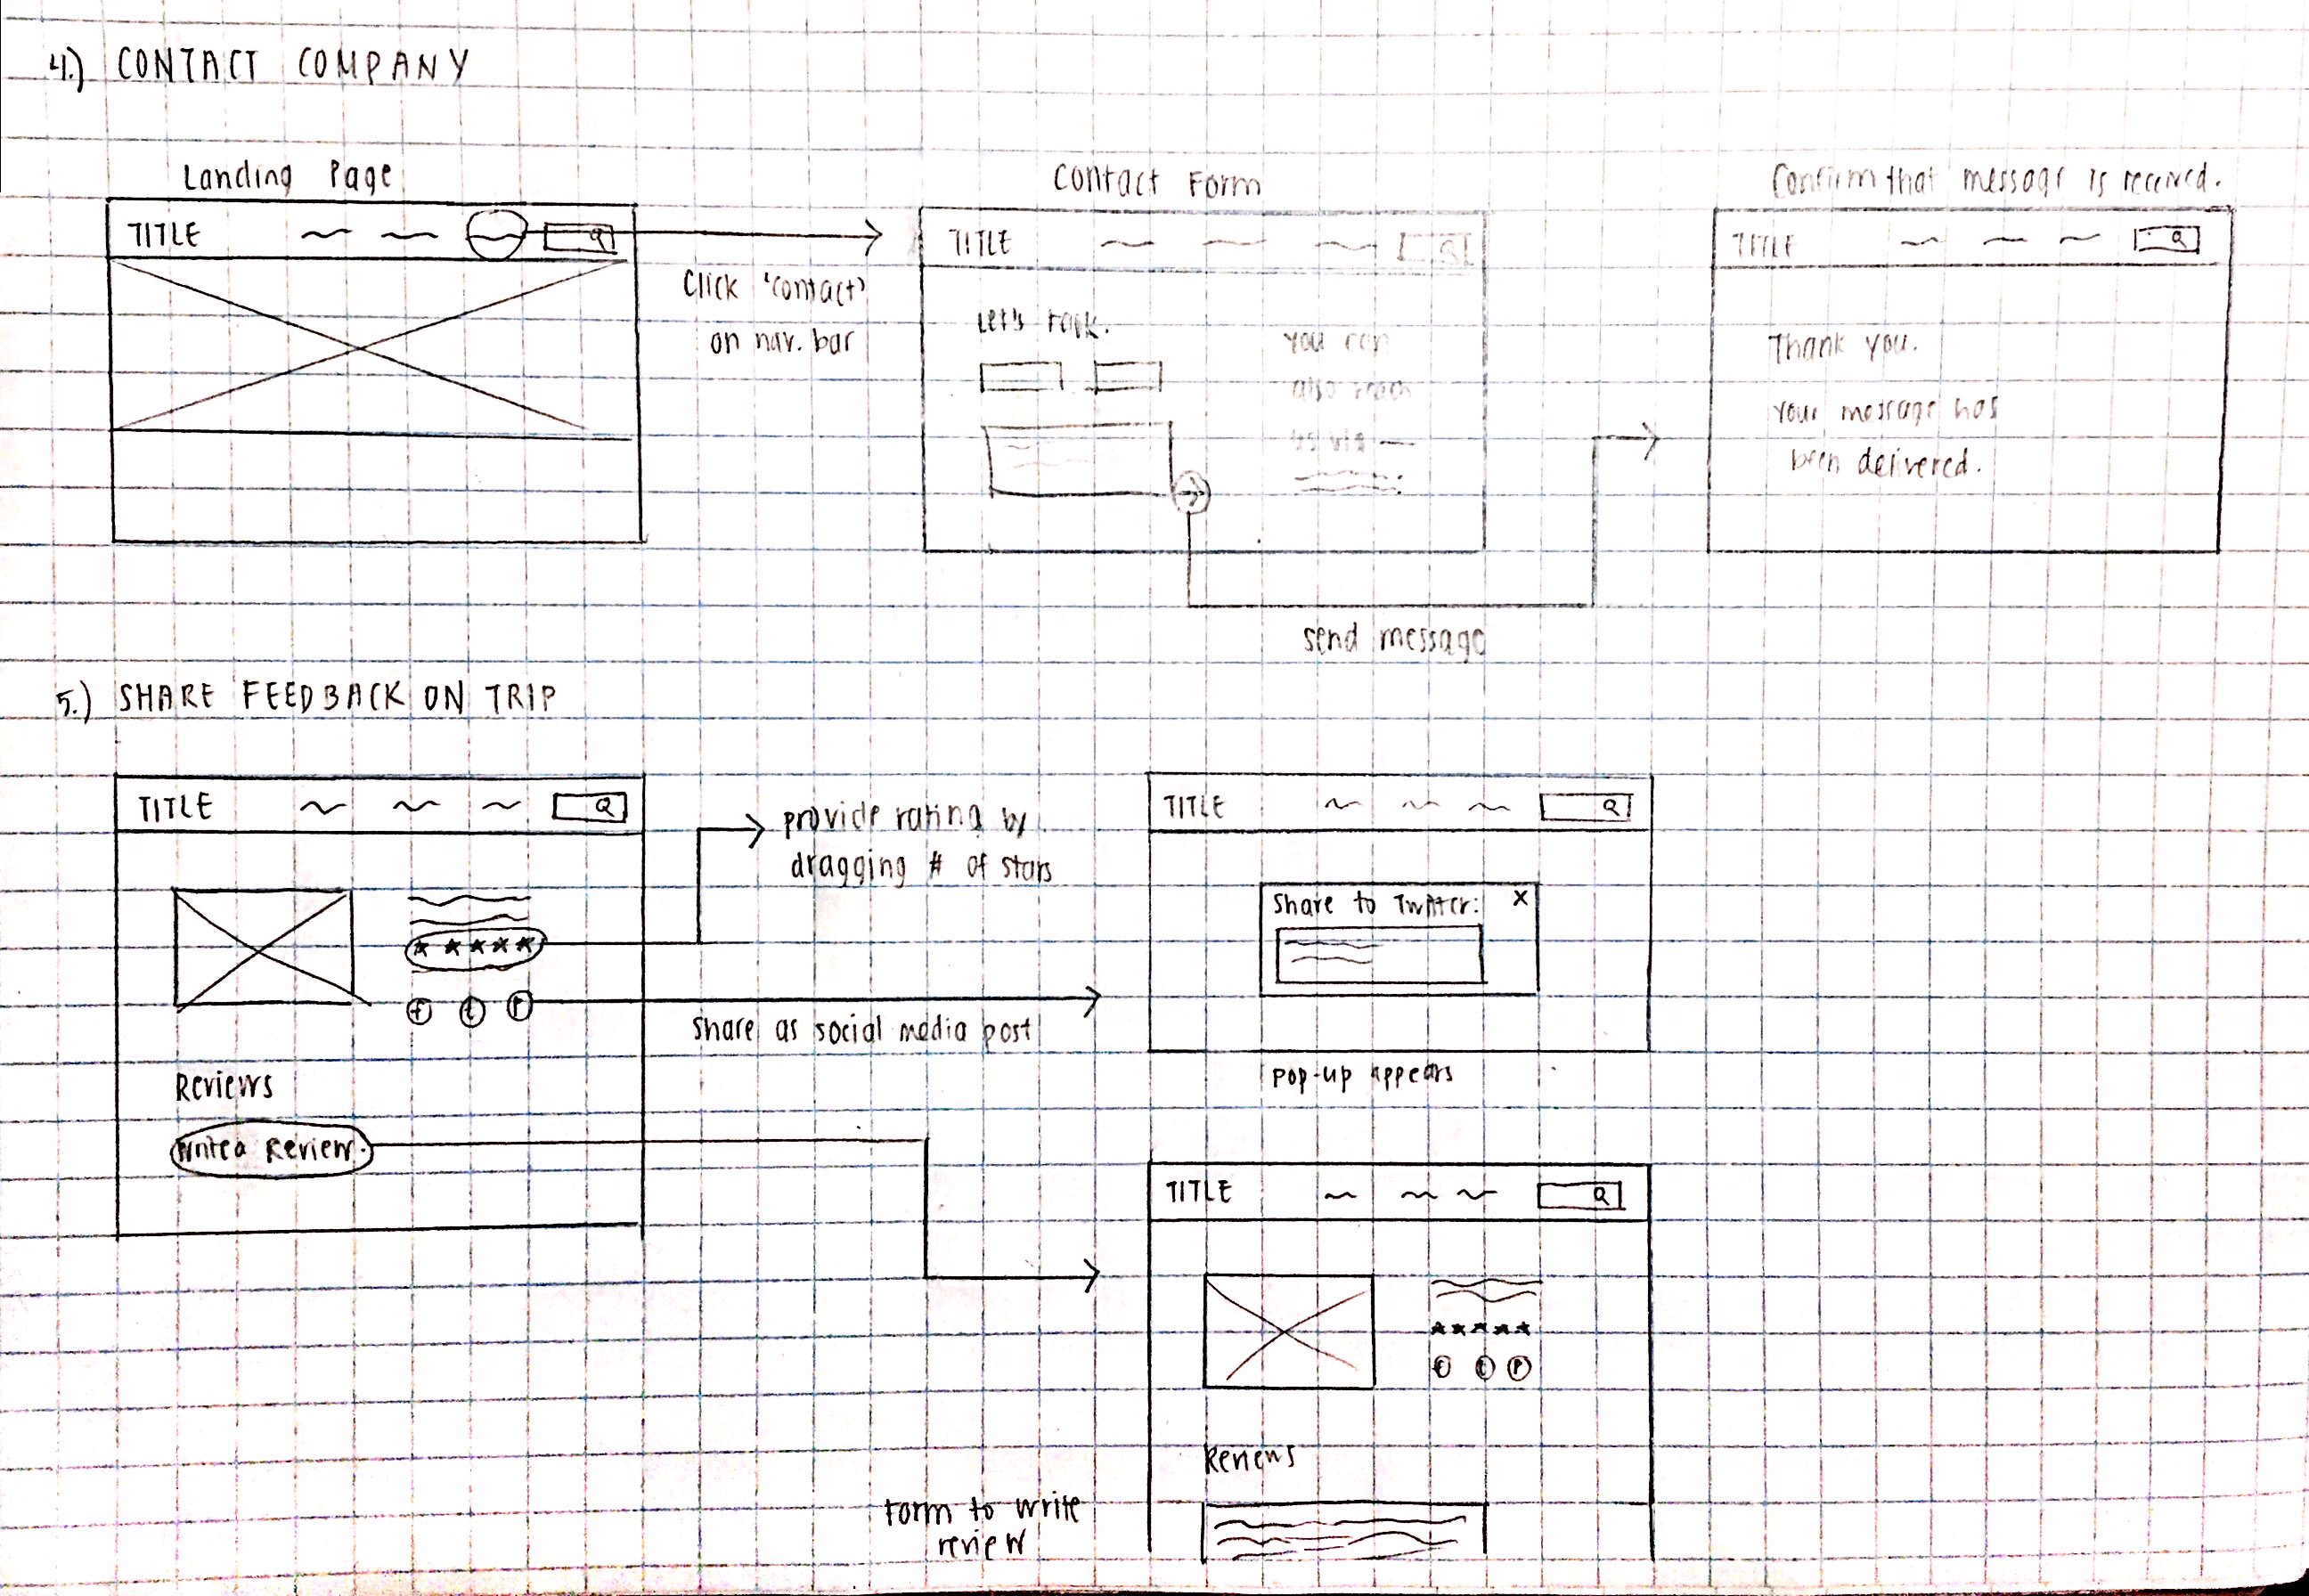 4.) CONTACT COMPANY
Landing Page
TITLE
Click 'contact'
on nav. bar
Contact Form
TITLE
Let's talk.
You can
also reach
us via
send message
Confirm that message is received.
TITLE
Thank you.
Your message has
been delivered.
5.) SHARE FEEDBACK ON TRIP
TITLE
f t P
Reviews
Write a Review.
provide rating by
dragging # of stars
share as social media post
TITLE
Share to Twitter: X
Pop-up appears
TITLE
f t P
Reviews
form to write
review